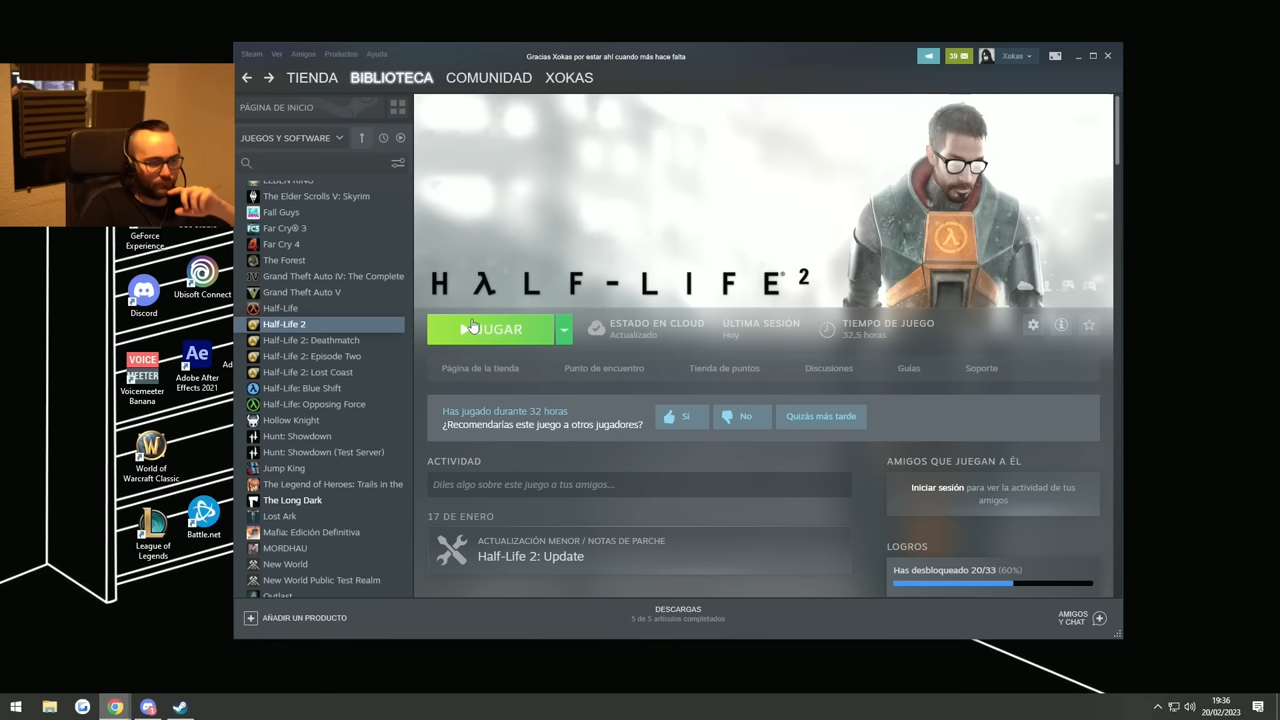 Steam Ver Amigos Productos Ayuda
Gracias Xokas por estar ahí cuando más hace falta
39
Xokas
TIENDA BIBLIOTECA COMUNIDAD XOKAS
PÁGINA DE INICIO
JUEGOS Y SOFTWARE
ELDEN RING
The Elder Scrolls V: Skyrim
Fall Guys
Far Cry® 3
Far Cry 4
The Forest
Grand Theft Auto IV: The Complete
Grand Theft Auto V
Half-Life
Half-Life 2
Half-Life 2: Deathmatch
Half-Life 2: Episode Two
Half-Life 2: Lost Coast
Half-Life: Blue Shift
Half-Life: Opposing Force
Hollow Knight
Hunt: Showdown
Hunt: Showdown (Test Server)
Jump King
The Legend of Heroes: Trails in the
The Long Dark
Lost Ark
Mafia: Edición Definitiva
MORDHAU
New World
New World Public Test Realm
Outlast
AÑADIR UN PRODUCTO
HλLF-LIFE® 2
JUGAR
ESTADO EN CLOUD
Actualizado
ÚLTIMA SESIÓN
Hoy
TIEMPO DE JUEGO
32,5 horas
Página de la tienda Punto de encuentro Tienda de puntos Discusiones Guías Soporte
Has jugado durante 32 horas
¿Recomendarías este juego a otros jugadores?
Sí No Quizás más tarde
ACTIVIDAD
Diles algo sobre este juego a tus amigos...
17 DE ENERO
ACTUALIZACIÓN MENOR / NOTAS DE PARCHE
Half-Life 2: Update
AMIGOS QUE JUEGAN A ÉL
Iniciar sesión para ver la actividad de tus
amigos
LOGROS
Has desbloqueado 20/33 (60%)
DESCARGAS
5 de 5 artículos completados
AMIGOS
Y CHAT
GeForce
Experience
Discord
Ubisoft Connect
VOICE
MEETER
Voicemeeter
Banana
Ae
Adobe After
Effects 2021
World of
Warcraft Classic
League of
Legends
Battle.net
19:36
20/02/2023